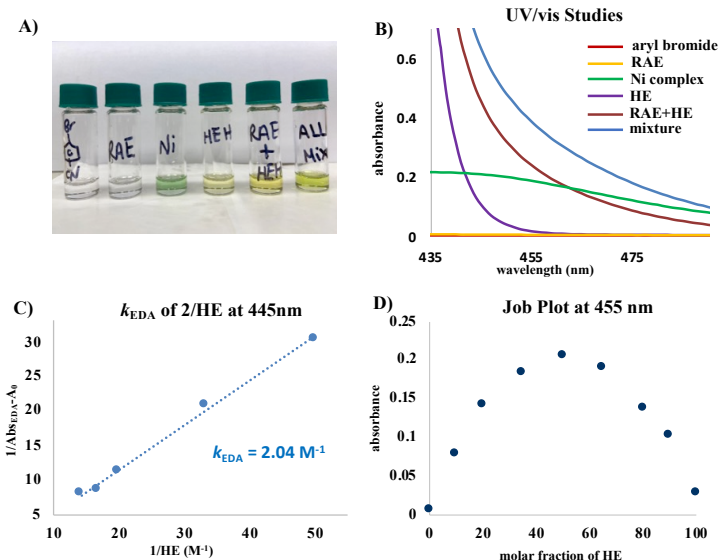 A)
Br
CN
RAE
Ni
HEH
RAE
+
HEH
ALL
Mix
B)
UV/vis Studies
absorbance
0.6
0.4
0.2
0
435
455
475
wavelength (nm)
aryl bromide
RAE
Ni complex
HE
RAE+HE
mixture
C)
kEDA of 2/HE at 445nm
1/AbsEDA-A0
30
25
20
15
10
5
10
20
30
40
50
1/HE (M-1)
kEDA = 2.04 M-1
D)
Job Plot at 455 nm
absorbance
0.25
0.2
0.15
0.1
0.05
0
0
20
40
60
80
100
molar fraction of HE